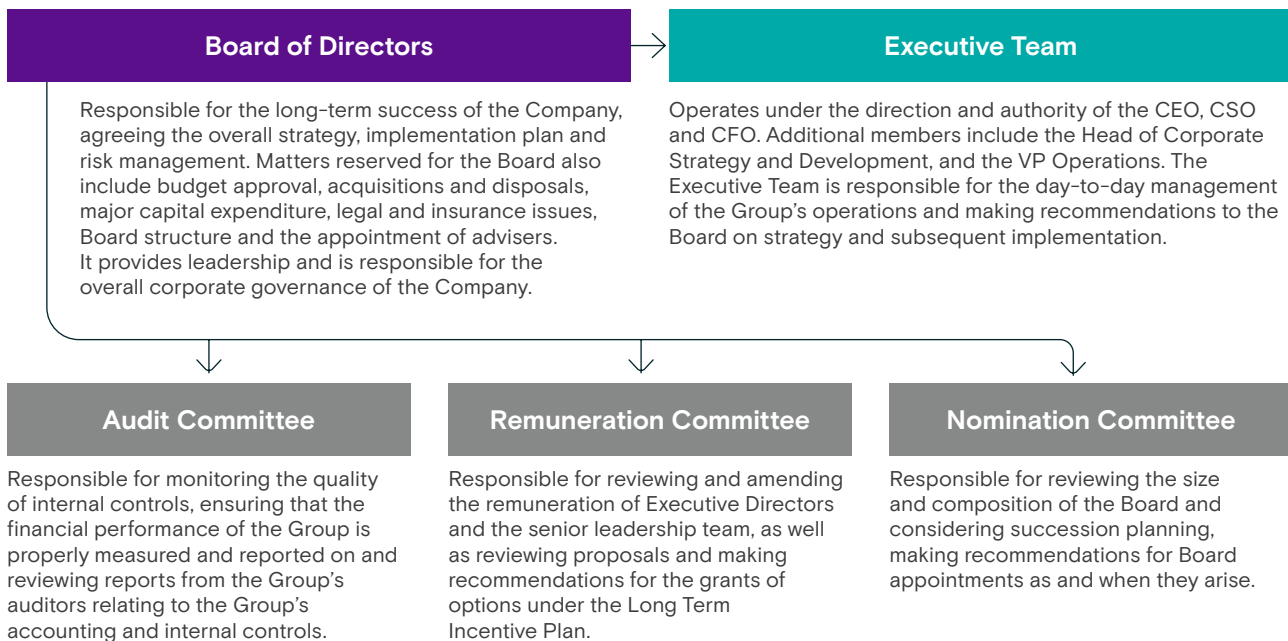 Board of Directors
Responsible for the long-term success of the Company,
agreeing the overall strategy, implementation plan and
risk management. Matters reserved for the Board also
include budget approval, acquisitions and disposals,
major capital expenditure, legal and insurance issues,
Board structure and the appointment of advisers.
It provides leadership and is responsible for the
overall corporate governance of the Company.
Executive Team
Operates under the direction and authority of the CEO, CSO
and CFO. Additional members include the Head of Corporate
Strategy and Development, and the VP Operations. The
Executive Team is responsible for the day-to-day management
of the Group's operations and making recommendations to the
Board on strategy and subsequent implementation.
Audit Committee
Responsible for monitoring the quality
of internal controls, ensuring that the
financial performance of the Group is
properly measured and reported on and
reviewing reports from the Group's
auditors relating to the Group's
accounting and internal controls.
Remuneration Committee
Responsible for reviewing and amending
the remuneration of Executive Directors
and the senior leadership team, as well
as reviewing proposals and making
recommendations for the grants of
options under the Long Term
Incentive Plan.
Nomination Committee
Responsible for reviewing the size
and composition of the Board and
considering succession planning,
making recommendations for Board
appointments as and when they arise.